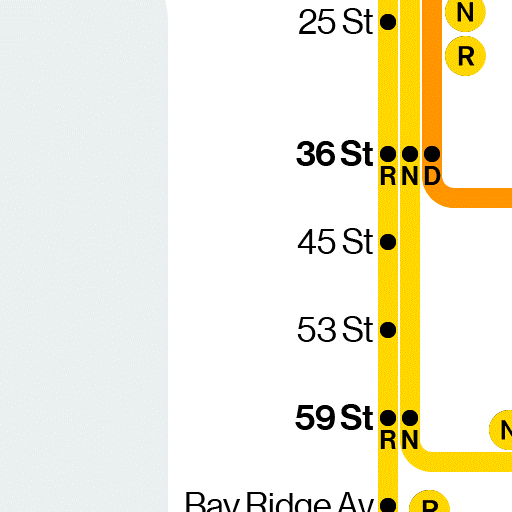 N
25 St
R
36 St
R N D
45 St
53 St
59 St
N
R N
Bay Ridge Av
R